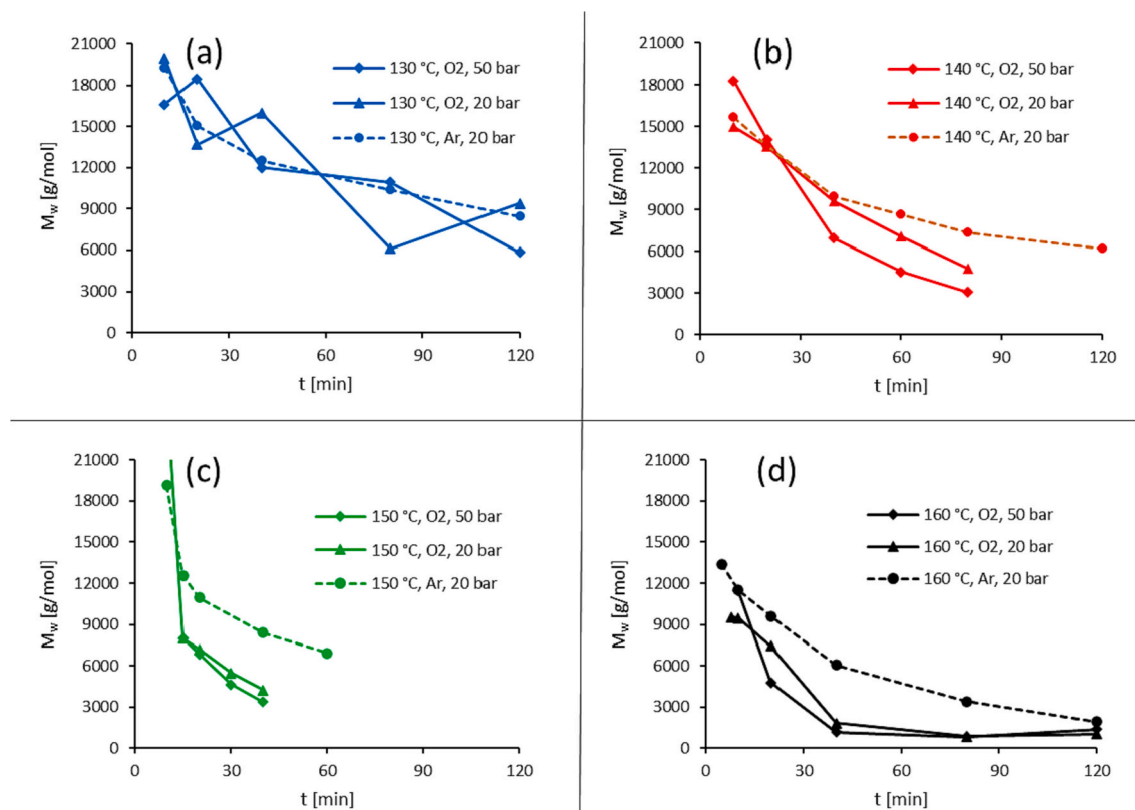 (a)
21000
18000
15000
12000
9000
6000
3000
0
M_w [g/mol]
130 °C, O2, 50 bar
130 °C, O2, 20 bar
130 °C, Ar, 20 bar
0 30 60 90 120
t [min]
(b)
21000
18000
15000
12000
9000
6000
3000
0
M_w [g/mol]
140 °C, O2, 50 bar
140 °C, O2, 20 bar
140 °C, Ar, 20 bar
0 30 60 90 120
t [min]
(c)
21000
18000
15000
12000
9000
6000
3000
0
M_w [g/mol]
150 °C, O2, 50 bar
150 °C, O2, 20 bar
150 °C, Ar, 20 bar
0 30 60 90 120
t [min]
(d)
21000
18000
15000
12000
9000
6000
3000
0
M_w [g/mol]
160 °C, O2, 50 bar
160 °C, O2, 20 bar
160 °C, Ar, 20 bar
0 30 60 90 120
t [min]